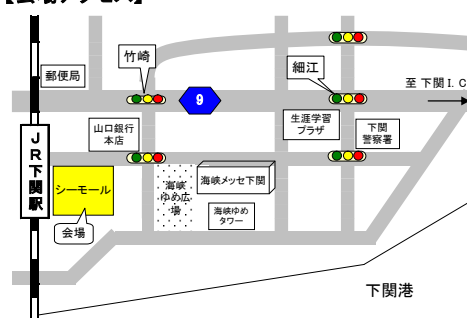 【会場アクセス】
竹崎
郵便局
9
細江
至 下関I. C
山口銀行
本店
生涯学習
プラザ
下関
警察署
JR下関駅
シーモール
海峡
ゆめ広
場
海峡メッセ下関
海峡ゆめ
タワー
会場
下関港